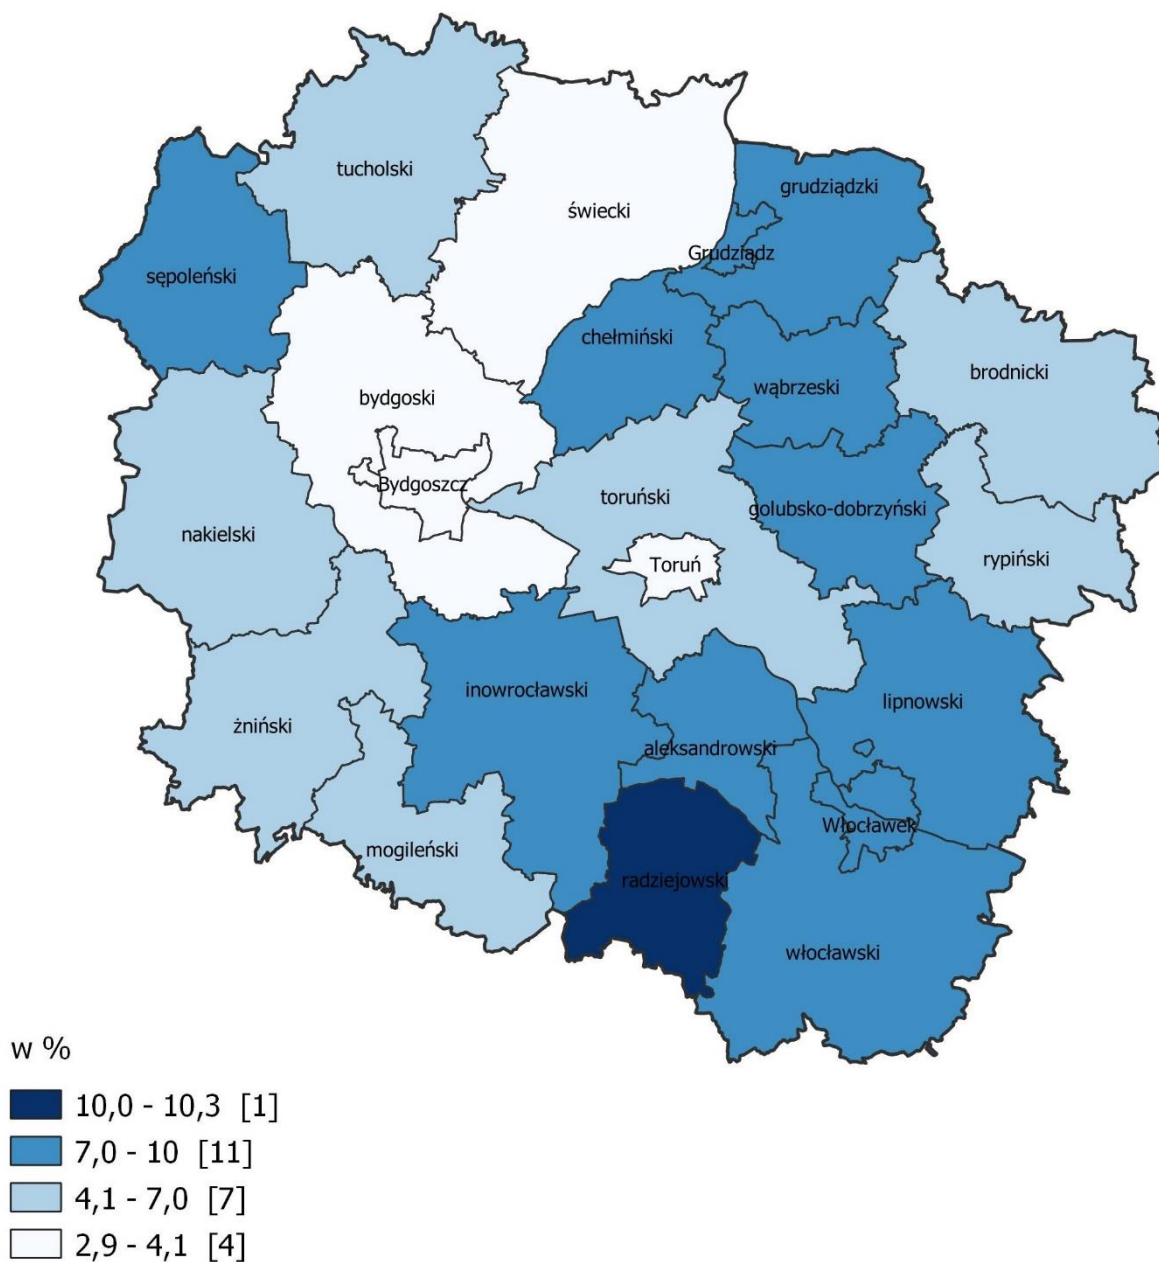 tucholski
świecki
grudziądzki
Grudziądz
sępoleński
chełmiński
wąbrzeski
brodnicki
bydgoski
Bydgoszcz
toruński
golubsko-dobrzyński
nakielski
Toruń
rypiński
inowrocławski
lipnowski
żniński
aleksandrowski
Włocławek
mogileński
radziejowski
włocławski
w %
10,0 - 10,3 [1]
7,0 - 10 [11]
4,1 - 7,0 [7]
2,9 - 4,1 [4]